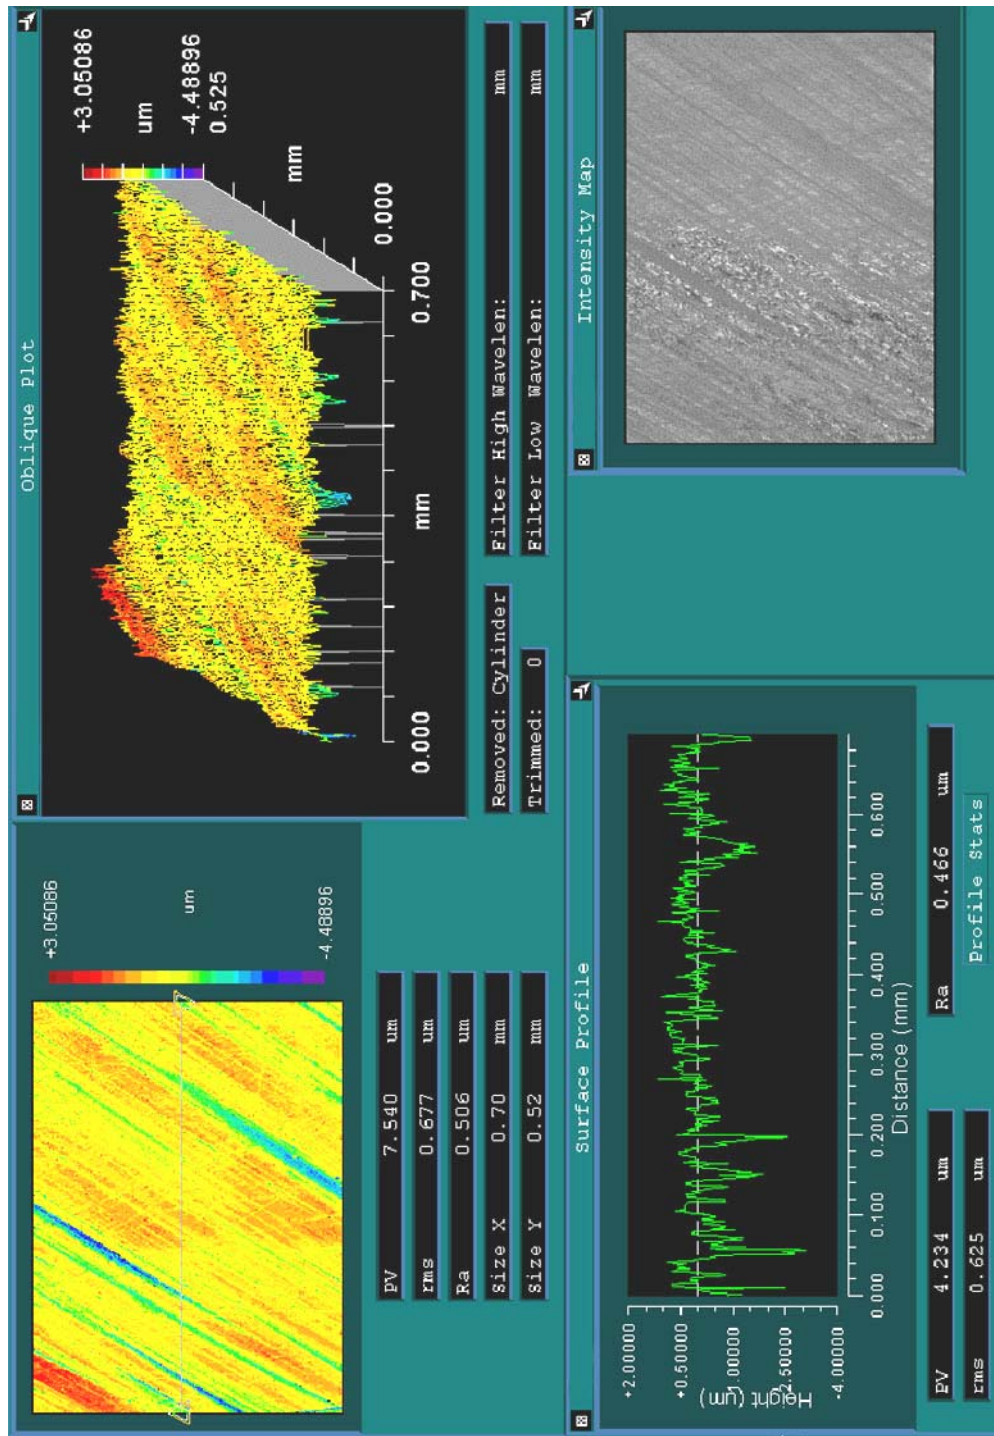 +3.05086
um
-4.48896
PV 7.540 um
rms 0.677 um
Ra 0.506 um
Size X 0.70 mm
Size Y 0.52 mm
Oblique Plot
+3.05086
um
-4.48896
0.525
mm
0.000
0.000
mm
0.700
Removed: Cylinder
Trimmed: 0
Filter High Wavelen: mm
Filter Low Wavelen: mm
Surface Profile
Height (um)
+2.00000
+0.50000
-1.00000
-2.50000
-4.00000
0.000 0.100 0.200 0.300 0.400 0.500 0.600
Distance (mm)
PV 4.234 um
rms 0.625 um
Ra 0.466 um
Profile Stats
Intensity Map